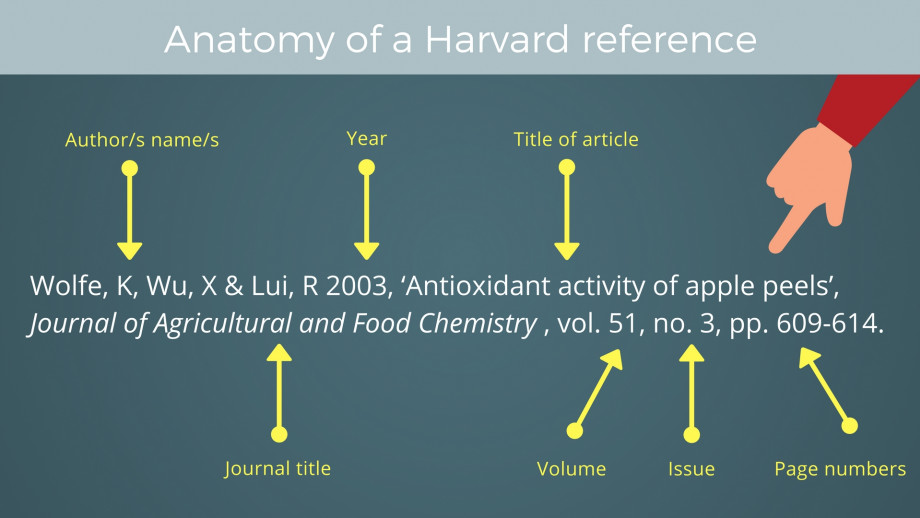 Anatomy of a Harvard reference
Author/s name/s
Year
Title of article
Wolfe, K, Wu, X & Lui, R 2003, ‘Antioxidant activity of apple peels’,
Journal of Agricultural and Food Chemistry , vol. 51, no. 3, pp. 609-614.
Journal title
Volume
Issue
Page numbers